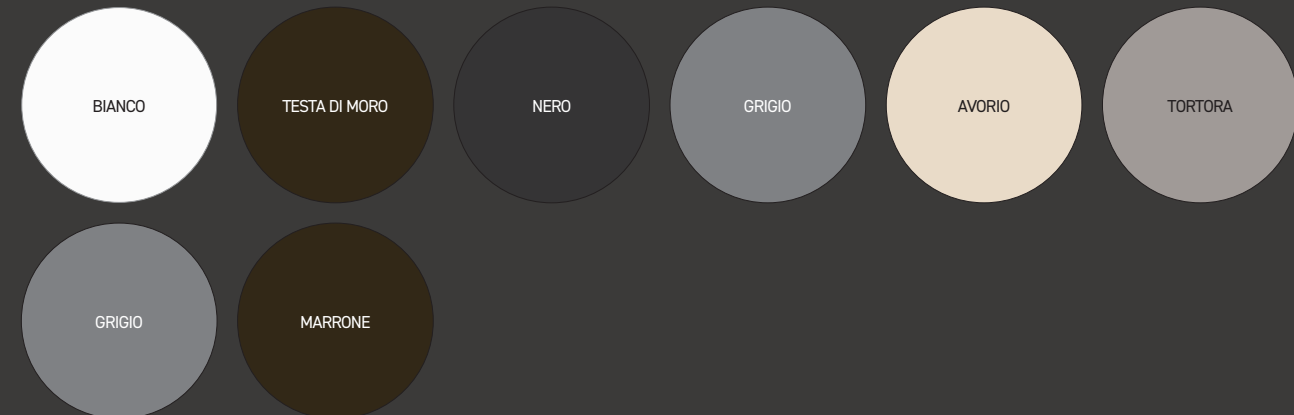 BIANCO
TESTA DI MORO
NERO
GRIGIO
AVORIO
TORTORA
GRIGIO
MARRONE